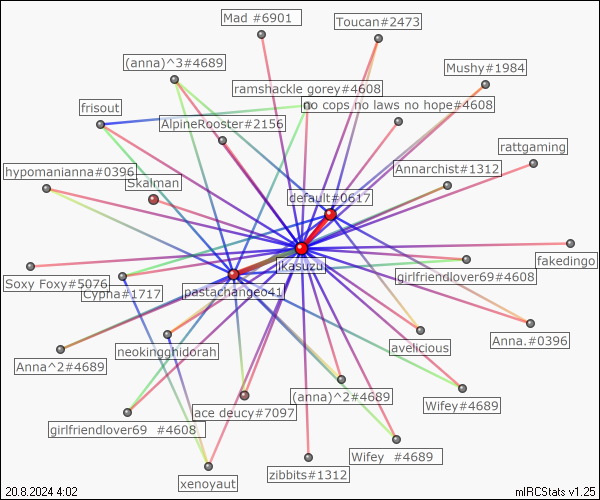 Mad #6901
Toucan#2473
(anna)^3#4689
Mushy#1984
ramshackle gorey#4608
no cops no laws no hope#4608
frisout
AlpineRooster#2156
rattgaming
hypomanianna#0396
Annarchist#1312
Skalman
default#0617
fakedingo
jkasuzu
Soxy Foxy#5076
girlfriendlover69#4608
Cypha#1717
pastachangeo41
Anna.#0396
neokingghidorah
avelicious
Anna^2#4689
(anna)^2#4689
Wifey#4689
ace deucy#7097
girlfriendlover69 #4608
Wifey #4689
zibbits#1312
xenoyaut
20.8.2024 4:02
mIRCStats v1.25